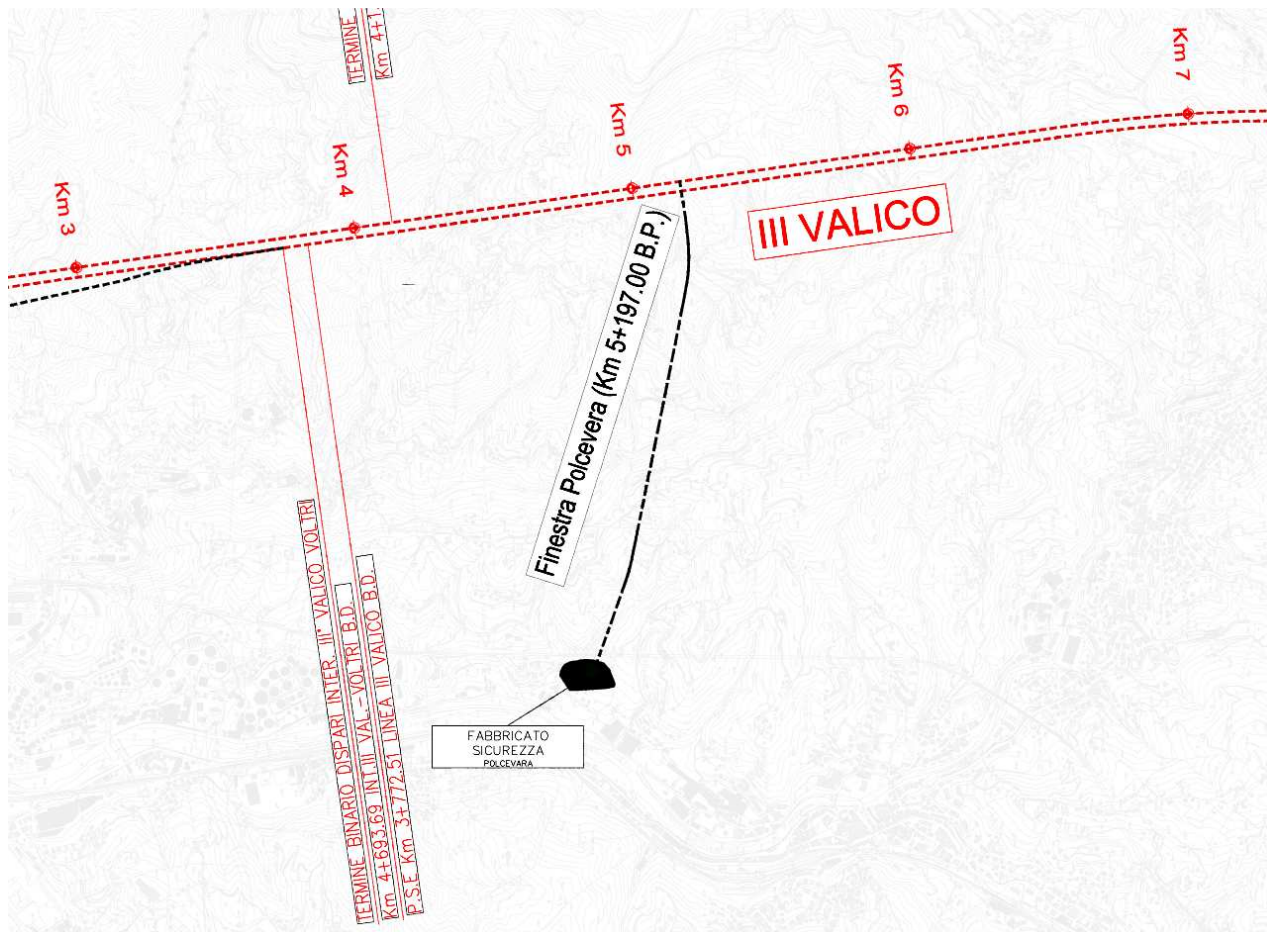 TERMINE
Km 4+1
Km 3
Km 4
Km 5
Km 6
Km 7
III VALICO
Finestra Polcevera (Km 5+197.00 B.P.)
TERMINE BINARIO DISPARI INTER. III° VALICO VOLTRI
Km 4+693.69 INT.III VAL.-VOLTRI B.D.
P.S.E Km 3+772.51 LINEA III VALICO B.D.
FABBRICATO
SICUREZZA
POLCEVARA